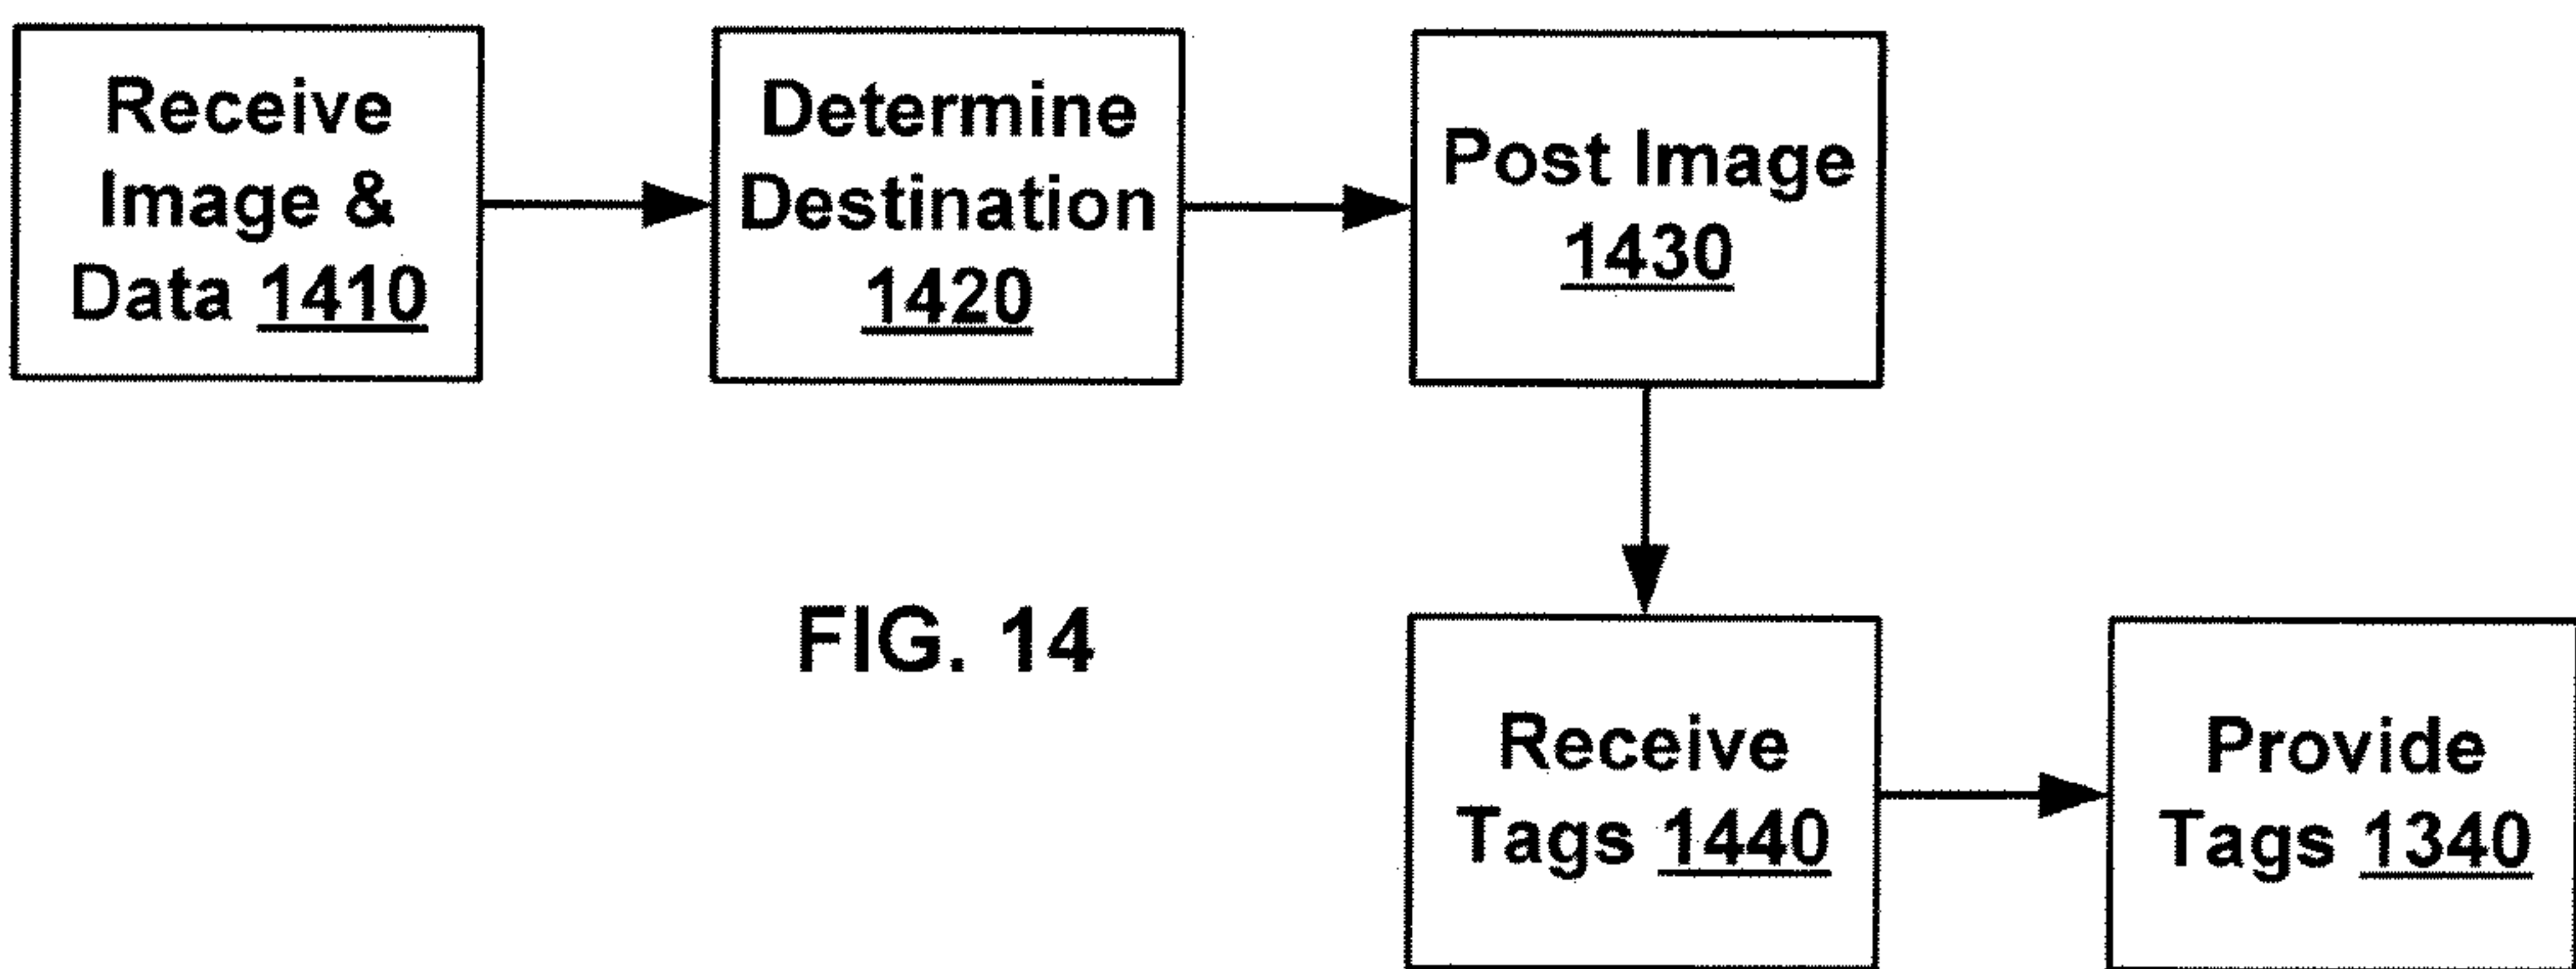 Receive
Image &
Data 1410
Determine
Destination
1420
Post Image
1430
FIG. 14
Receive
Tags 1440
Provide
Tags 1340